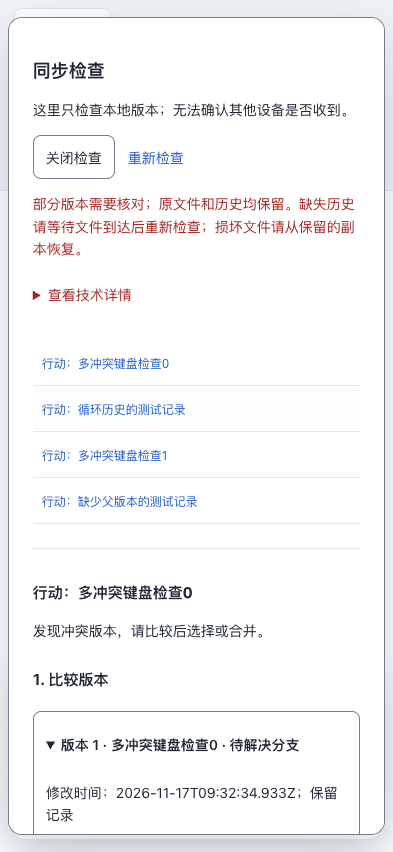 同步检查
这里只检查本地版本；无法确认其他设备是否收到。
关闭检查 重新检查
部分版本需要核对；原文件和历史均保留。缺失历史
请等待文件到达后重新检查；损坏文件请从保留的副
本恢复。
▶ 查看技术详情
行动：多冲突键盘检查0
行动：循环历史的测试记录
行动：多冲突键盘检查1
行动：缺少父版本的测试记录
行动：多冲突键盘检查0
发现冲突版本，请比较后选择或合并。
1. 比较版本
▼ 版本 1 · 多冲突键盘检查0 · 待解决分支
修改时间：2026-11-17T09:32:34.933Z；保留
记录